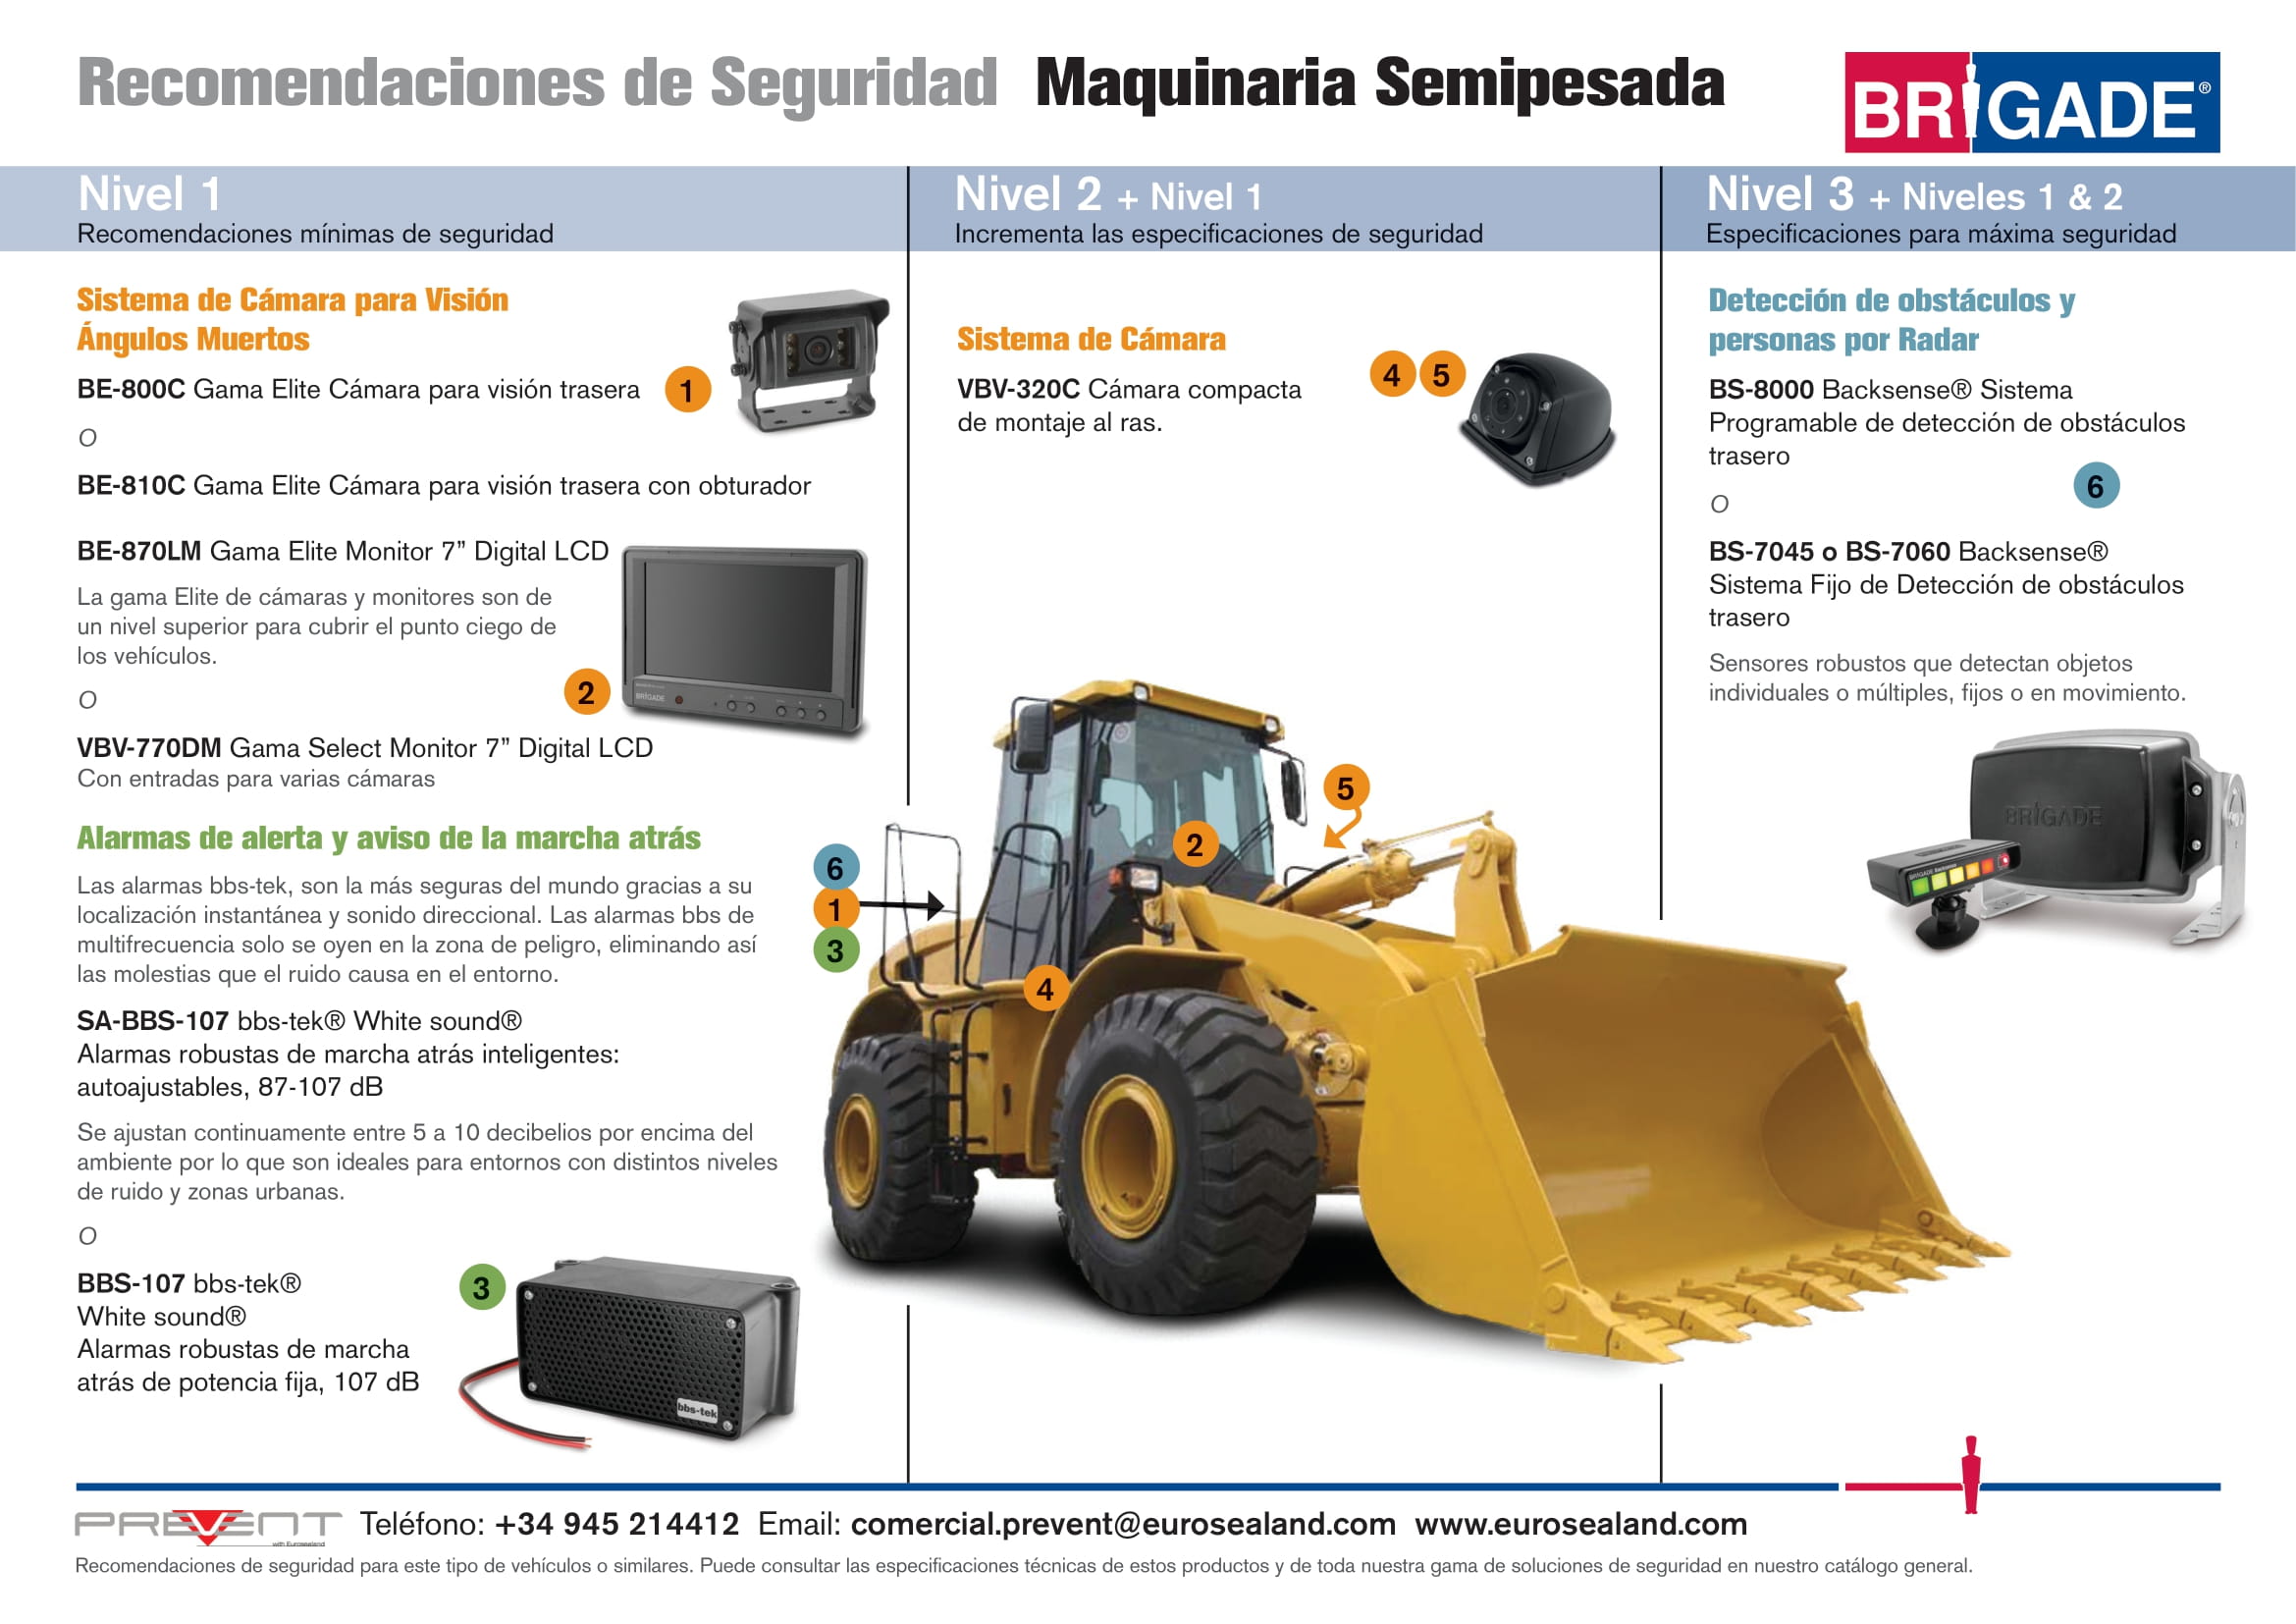 Recomendaciones de Seguridad Maquinaria Semipesada
BRIGADE®
Nivel 1
Recomendaciones mínimas de seguridad
Sistema de Cámara para Visión
Ángulos Muertos
BE-800C Gama Elite Cámara para visión trasera
1
O
BE-810C Gama Elite Cámara para visión trasera con obturador
BE-870LM Gama Elite Monitor 7” Digital LCD
La gama Elite de cámaras y monitores son de
un nivel superior para cubrir el punto ciego de
los vehículos.
2
BRIGADE
O
VBV-770DM Gama Select Monitor 7” Digital LCD
Con entradas para varias cámaras
Alarmas de alerta y aviso de la marcha atrás
Las alarmas bbs-tek, son la más seguras del mundo gracias a su
localización instantánea y sonido direccional. Las alarmas bbs de
multifrecuencia solo se oyen en la zona de peligro, eliminando así
las molestias que el ruido causa en el entorno.
SA-BBS-107 bbs-tek® White sound®
Alarmas robustas de marcha atrás inteligentes:
autoajustables, 87-107 dB
Se ajustan continuamente entre 5 a 10 decibelios por encima del
ambiente por lo que son ideales para entornos con distintos niveles
de ruido y zonas urbanas.
O
BBS-107 bbs-tek®
White sound®
Alarmas robustas de marcha
atrás de potencia fija, 107 dB
3
bbs-tek
Nivel 2 + Nivel 1
Incrementa las especificaciones de seguridad
Sistema de Cámara
VBV-320C Cámara compacta
de montaje al ras.
4 5
5
2
6
1
3
4
Nivel 3 + Niveles 1 & 2
Especificaciones para máxima seguridad
Detección de obstáculos y
personas por Radar
BS-8000 Backsense® Sistema
Programable de detección de obstáculos
trasero
6
O
BS-7045 o BS-7060 Backsense®
Sistema Fijo de Detección de obstáculos
trasero
Sensores robustos que detectan objetos
individuales o múltiples, fijos o en movimiento.
BRIGADE
BRIGADE Backsense
PREVENT
with Eurosealand
Teléfono: +34 945 214412 Email: comercial.prevent@eurosealand.com www.eurosealand.com
Recomendaciones de seguridad para este tipo de vehículos o similares. Puede consultar las especificaciones técnicas de estos productos y de toda nuestra gama de soluciones de seguridad en nuestro catálogo general.